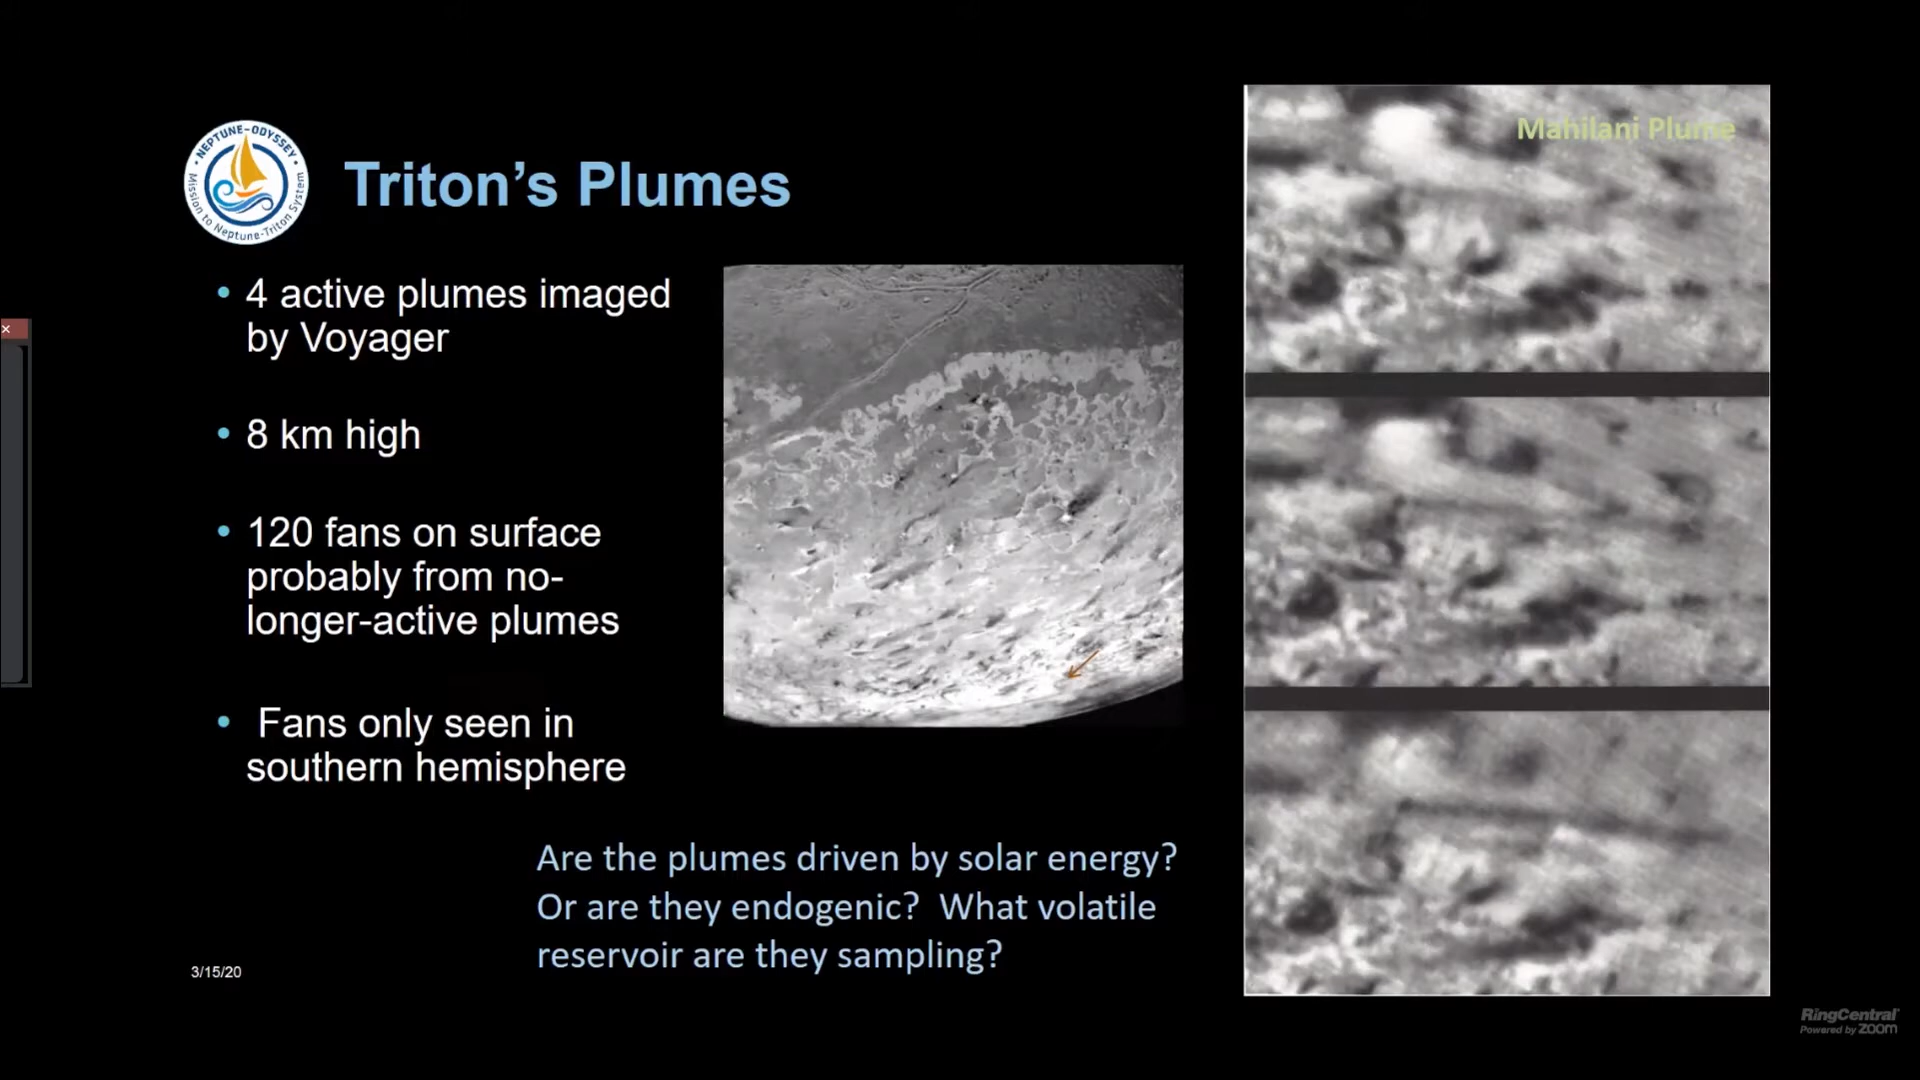 NEPTUNE-ODYSSEY
Mission to Neptune-Triton System
Triton’s Plumes
• 4 active plumes imaged
by Voyager
• 8 km high
• 120 fans on surface
probably from no-
longer-active plumes
• Fans only seen in
southern hemisphere
Mahilani Plume
Are the plumes driven by solar energy?
Or are they endogenic? What volatile
reservoir are they sampling?
3/15/20
RingCentral
Powered by zoom